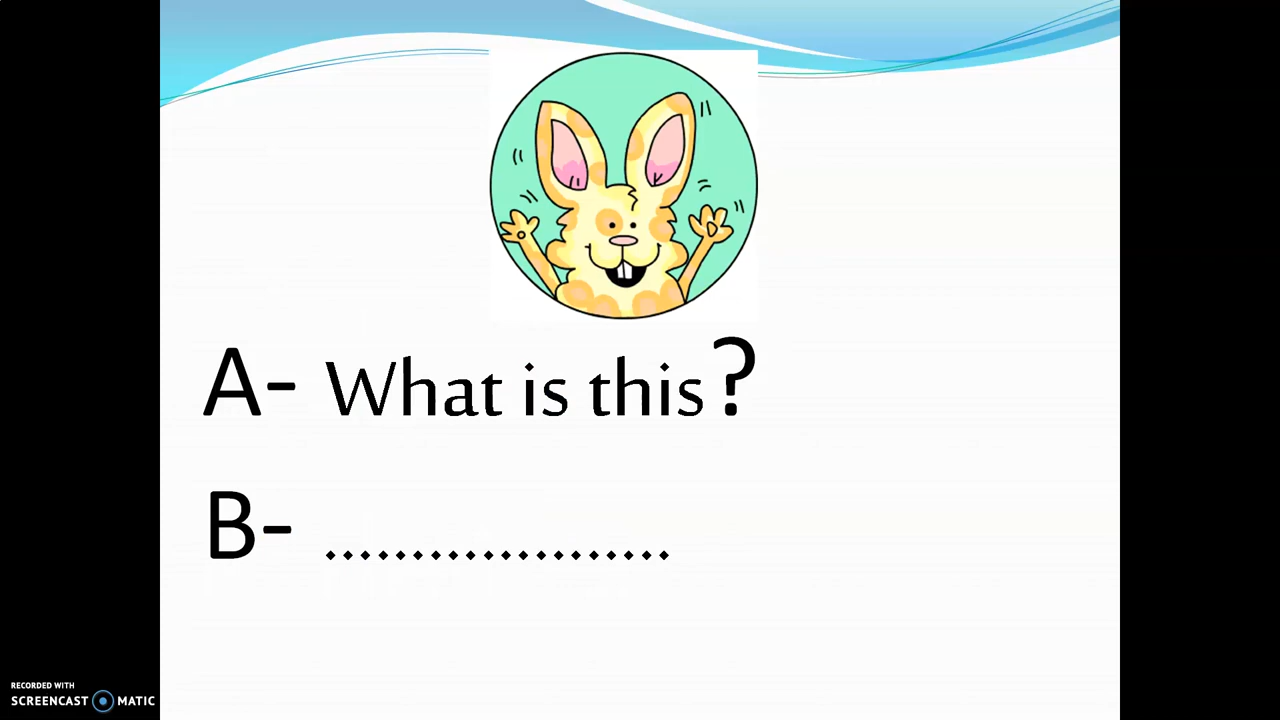 A- What is this?
B- ...................
RECORDED WITH
SCREENCAST MATIC